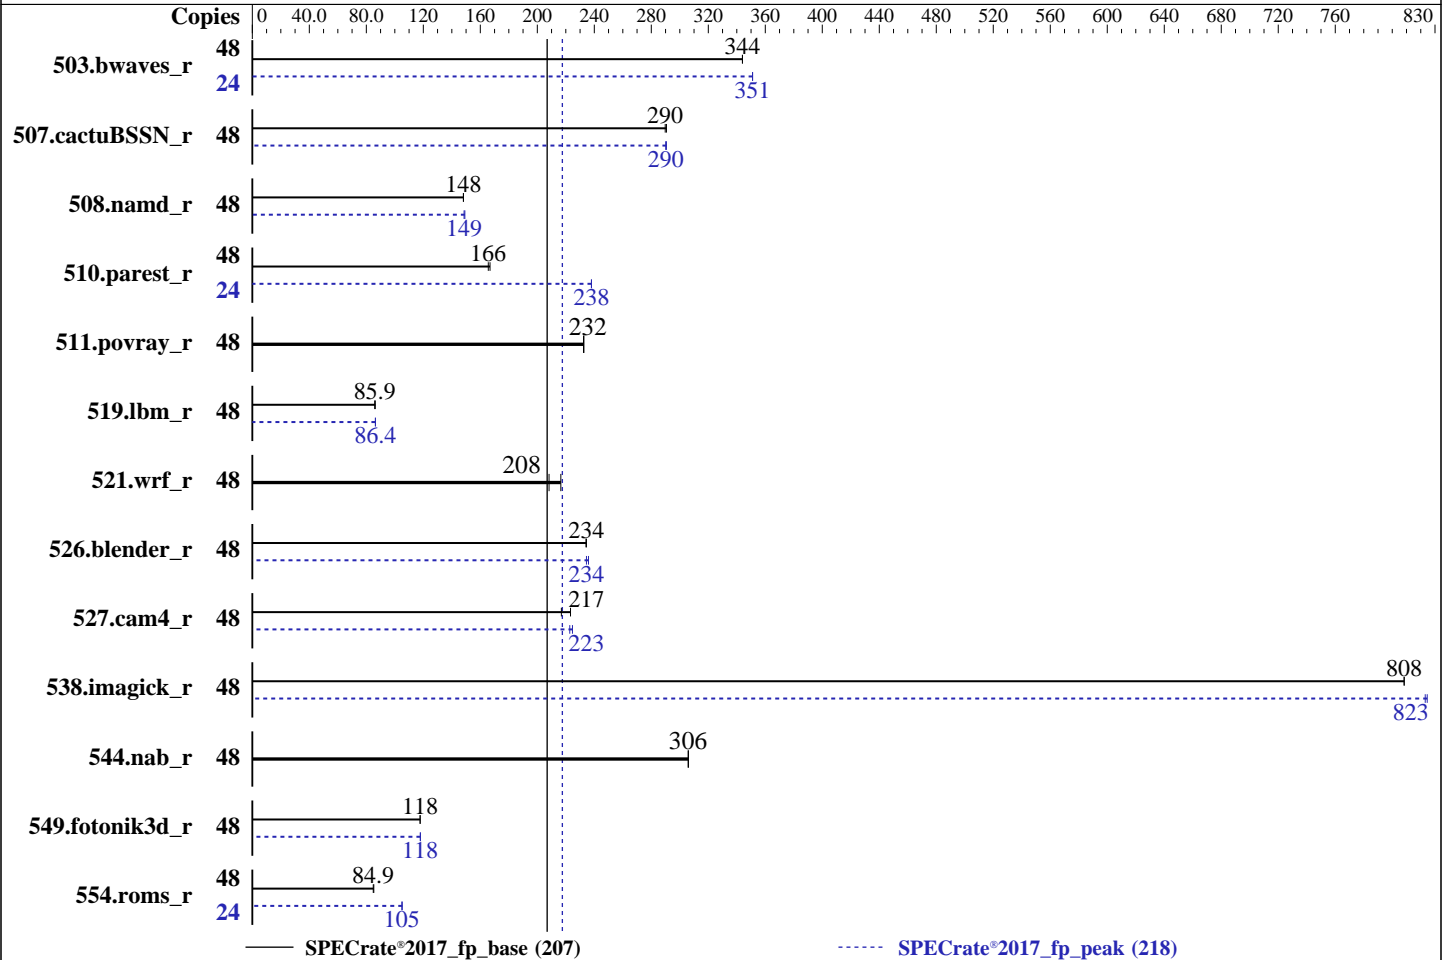 Copies 0 40.0 80.0 120 160 200 240 280 320 360 400 440 480 520 560 600 640 680 720 760 830
503.bwaves_r 48 344
24 351
507.cactuBSSN_r 48 290
290
508.namd_r 48 148
149
510.parest_r 48 166
24 238
511.povray_r 48 232
519.lbm_r 48 85.9
86.4
521.wrf_r 48 208
526.blender_r 48 234
234
527.cam4_r 48 217
223
538.imagick_r 48 808
823
544.nab_r 48 306
549.fotonik3d_r 48 118
118
554.roms_r 48 84.9
24 105
SPECrate®2017_fp_base (207) SPECrate®2017_fp_peak (218)